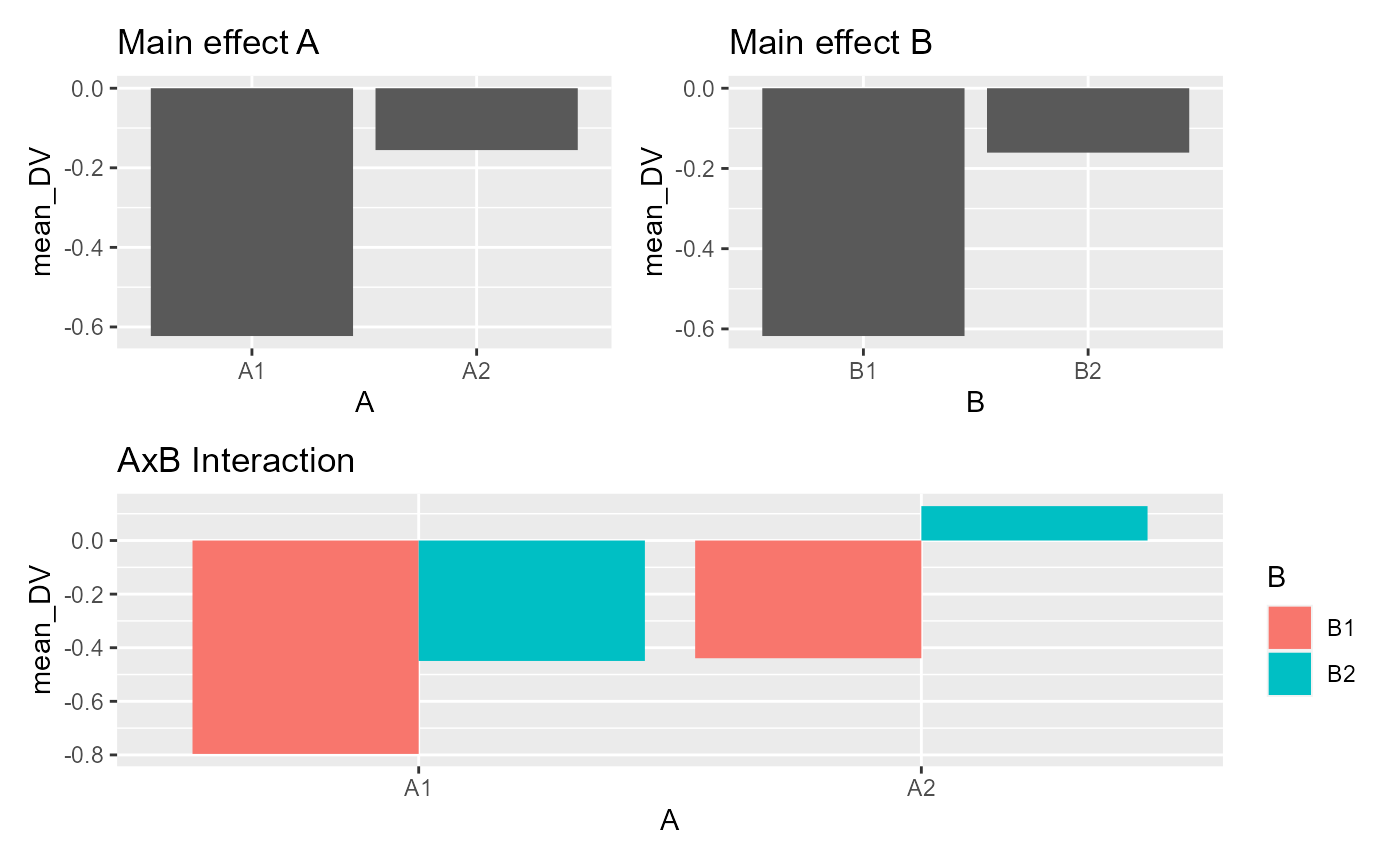 Main effect A
mean_DV
0.0
-0.2
-0.4
-0.6
A1 A2
A
Main effect B
mean_DV
0.0
-0.2
-0.4
-0.6
B1 B2
B
AxB Interaction
mean_DV
0.0
-0.2
-0.4
-0.6
-0.8
A1 A2
A
B
B1
B2